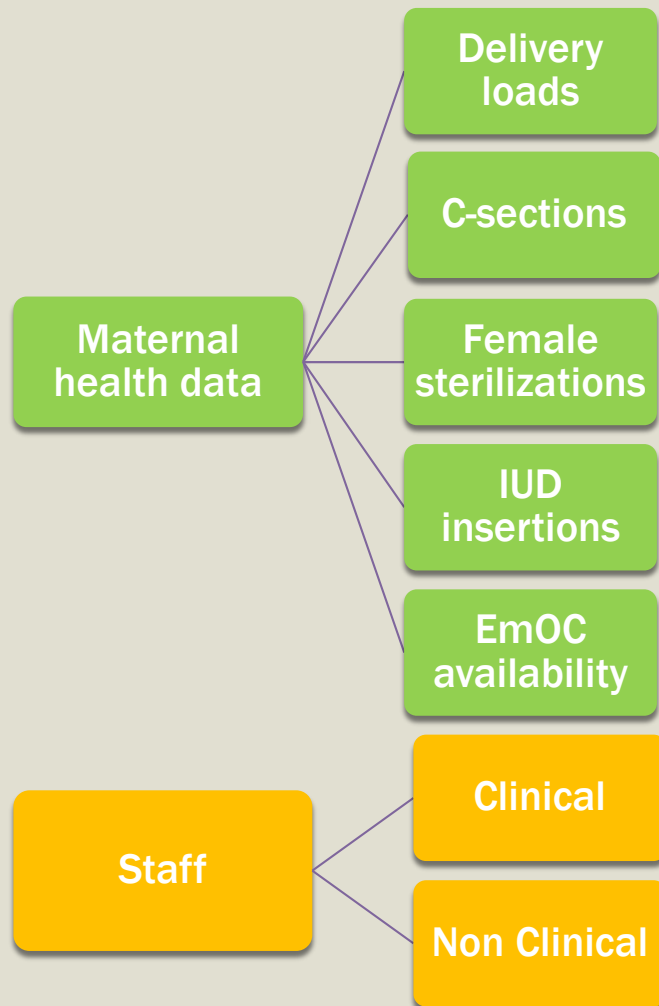 Delivery
loads
C-sections
Maternal
health data
Female
sterilizations
IUD
insertions
EmOC
availability
Staff
Clinical
Non Clinical